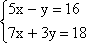 5x − y = 16
7x + 3y = 18